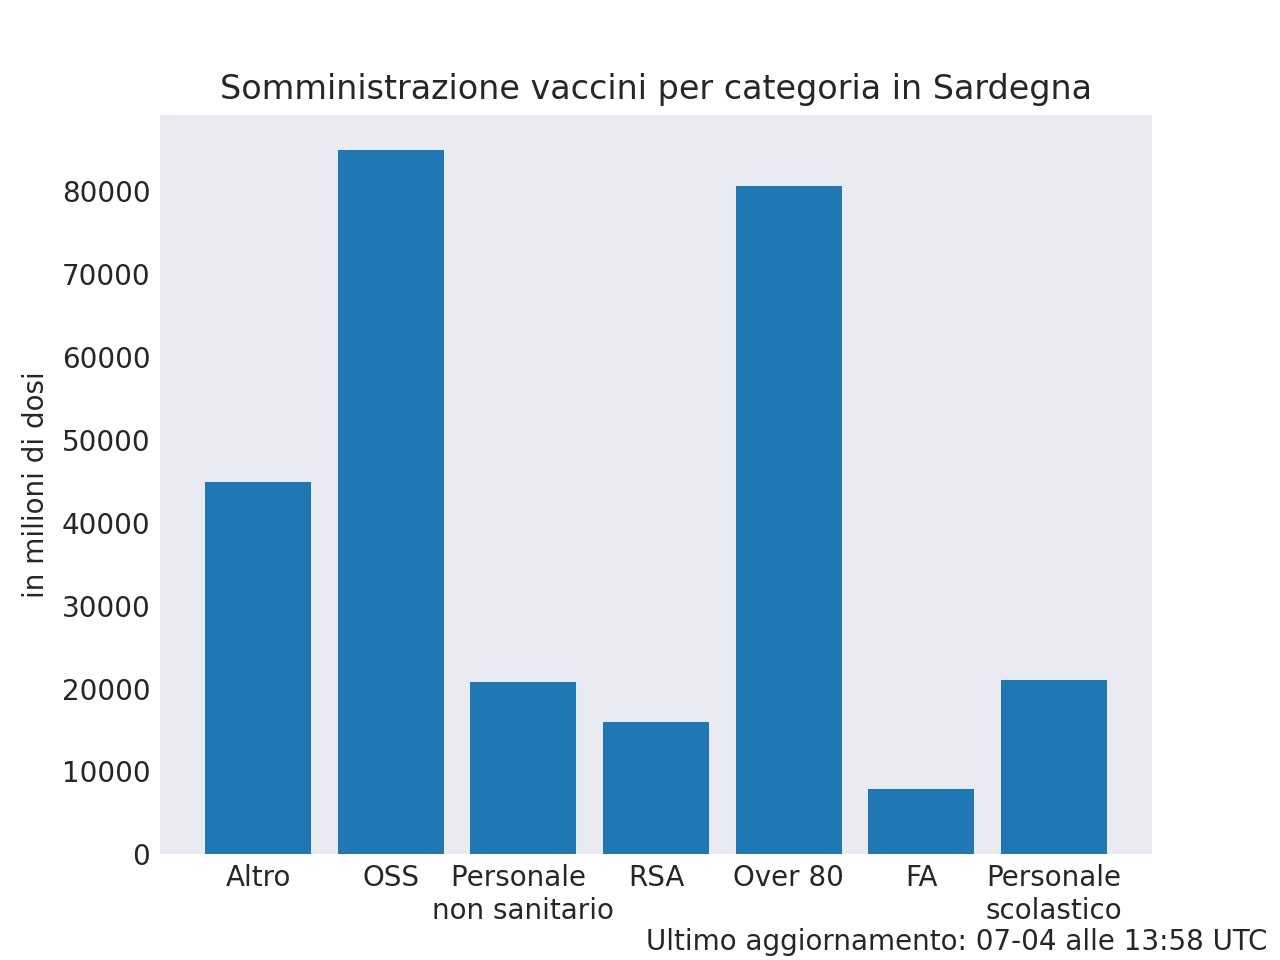 Somministrazione vaccini per categoria in Sardegna
in milioni di dosi
80000
70000
60000
50000
40000
30000
20000
10000
0
Altro OSS Personale non sanitario RSA Over 80 FA Personale scolastico
Ultimo aggiornamento: 07-04 alle 13:58 UTC